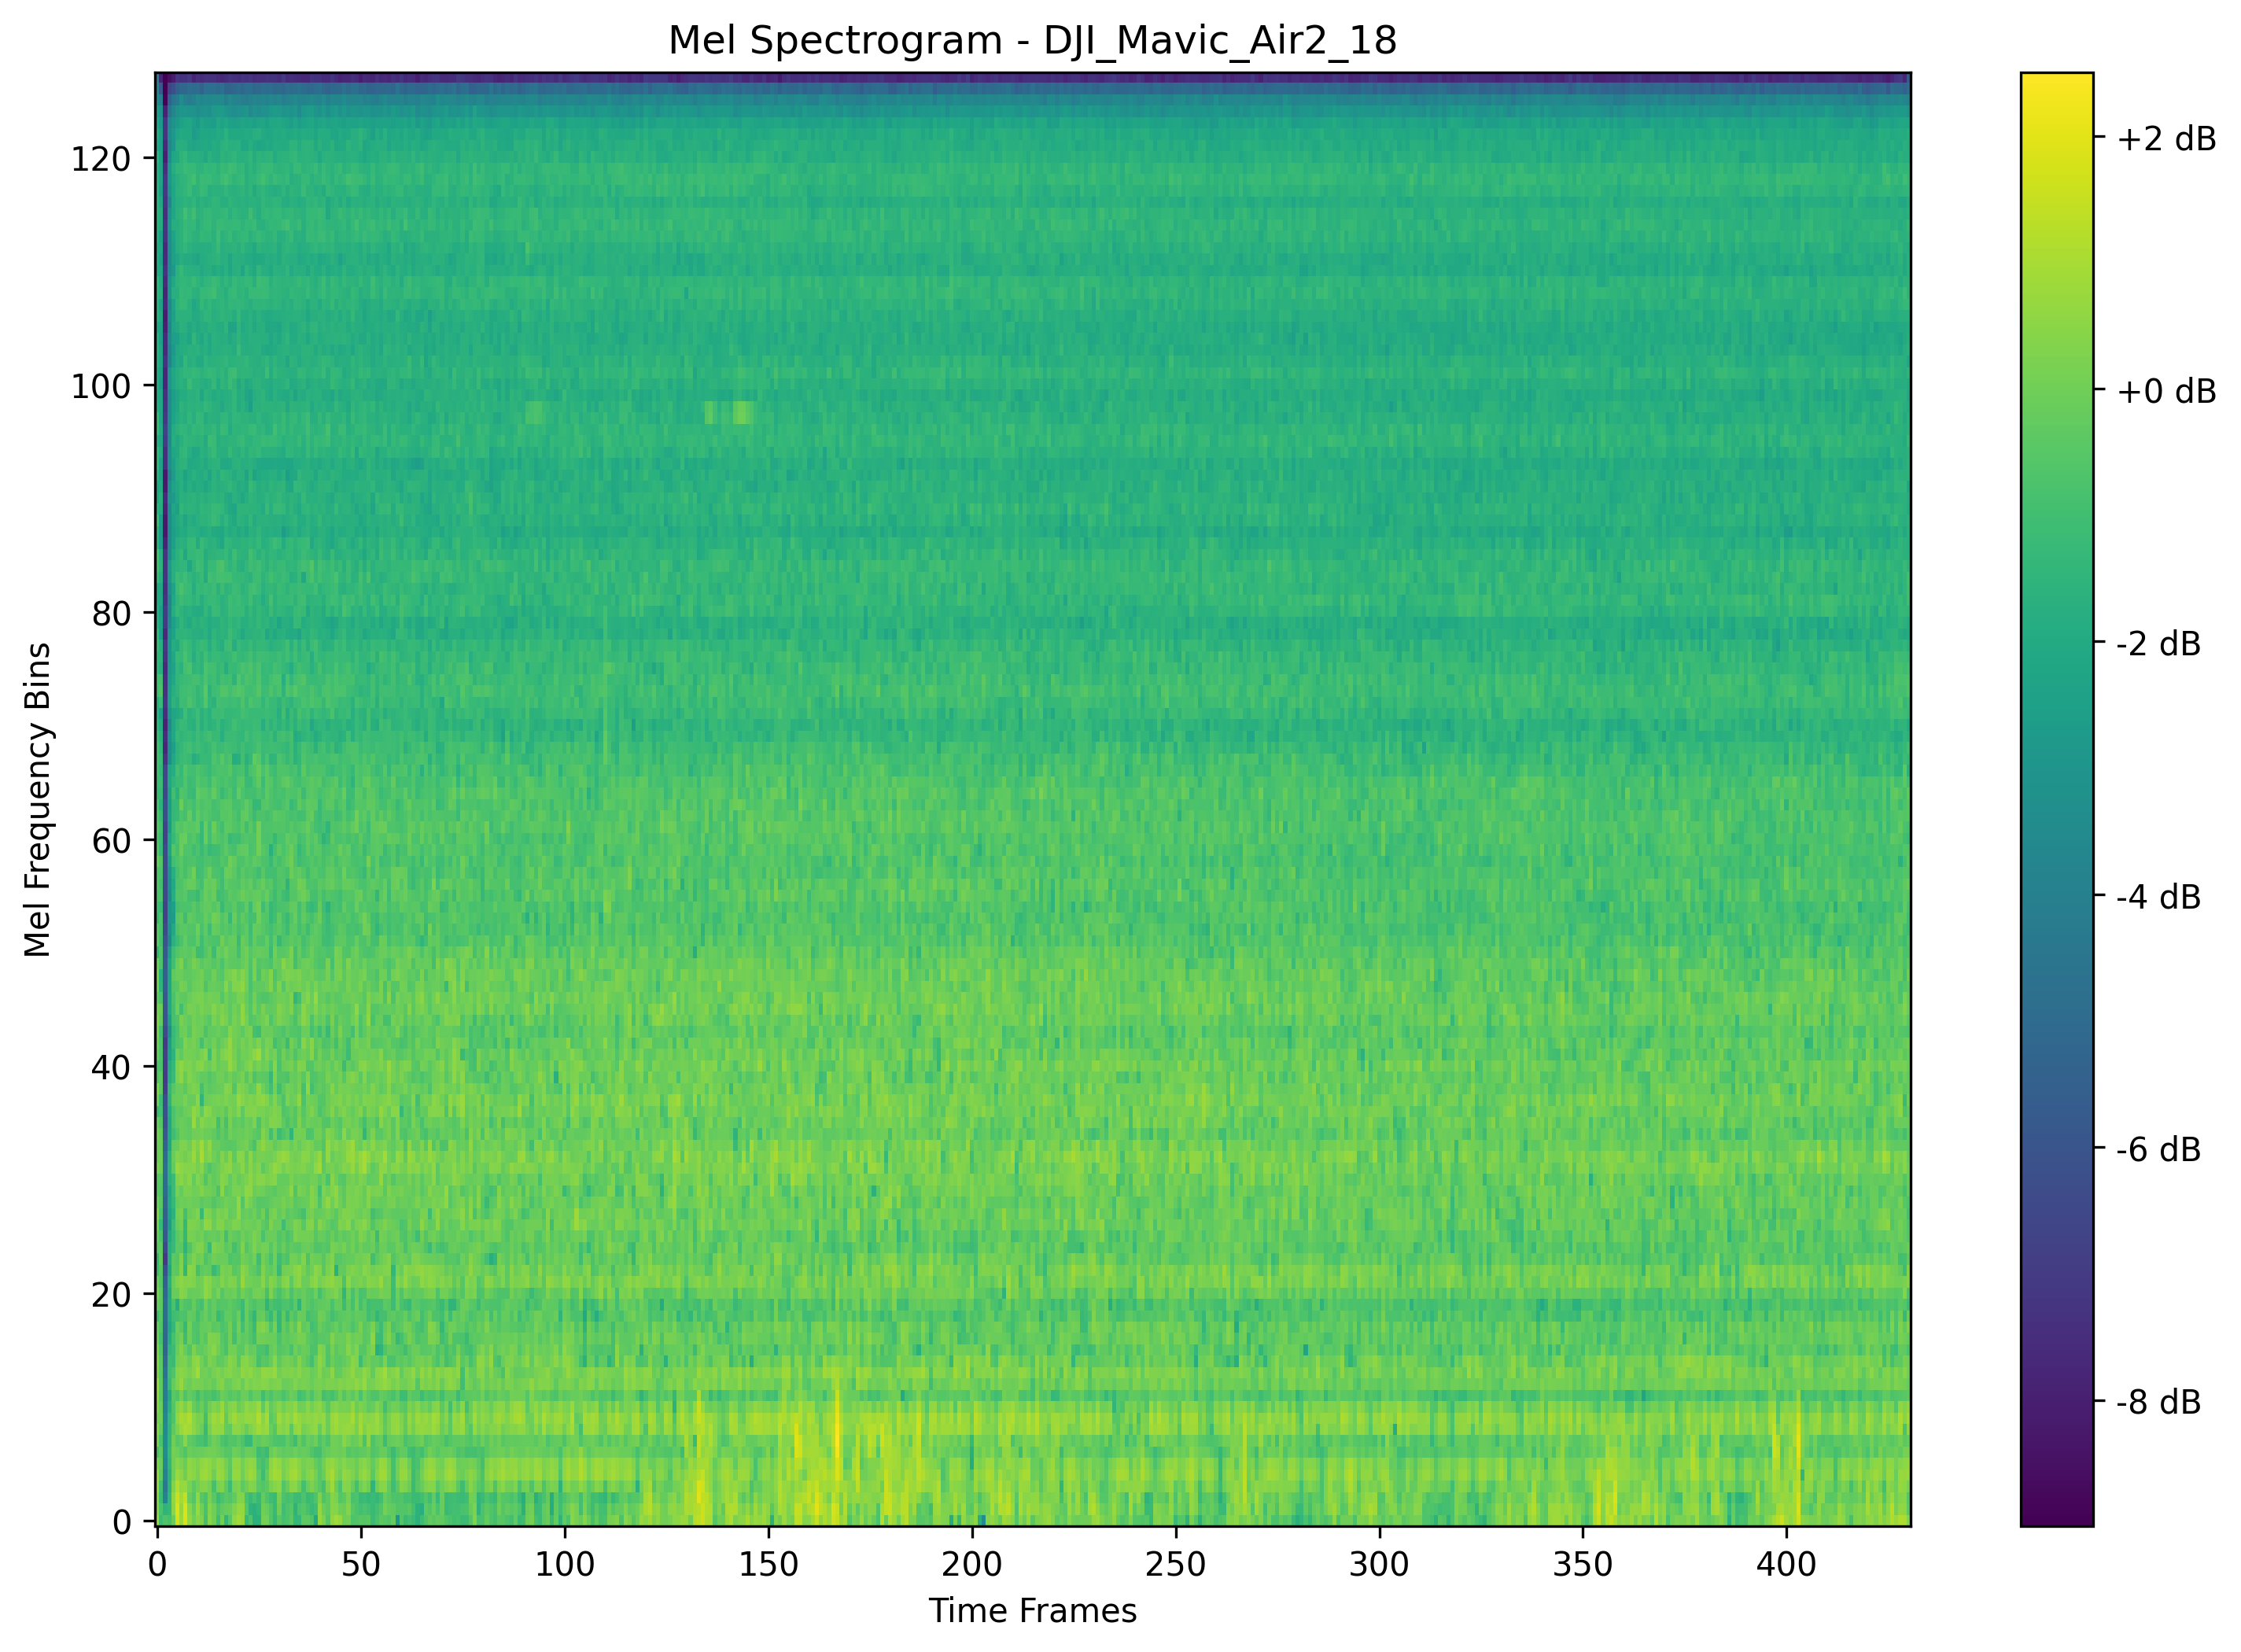 Mel Spectrogram - DJI_Mavic_Air2_18
Mel Frequency Bins
120
100
80
60
40
20
0
0 50 100 150 200 250 300 350 400
Time Frames
+2 dB
+0 dB
-2 dB
-4 dB
-6 dB
-8 dB